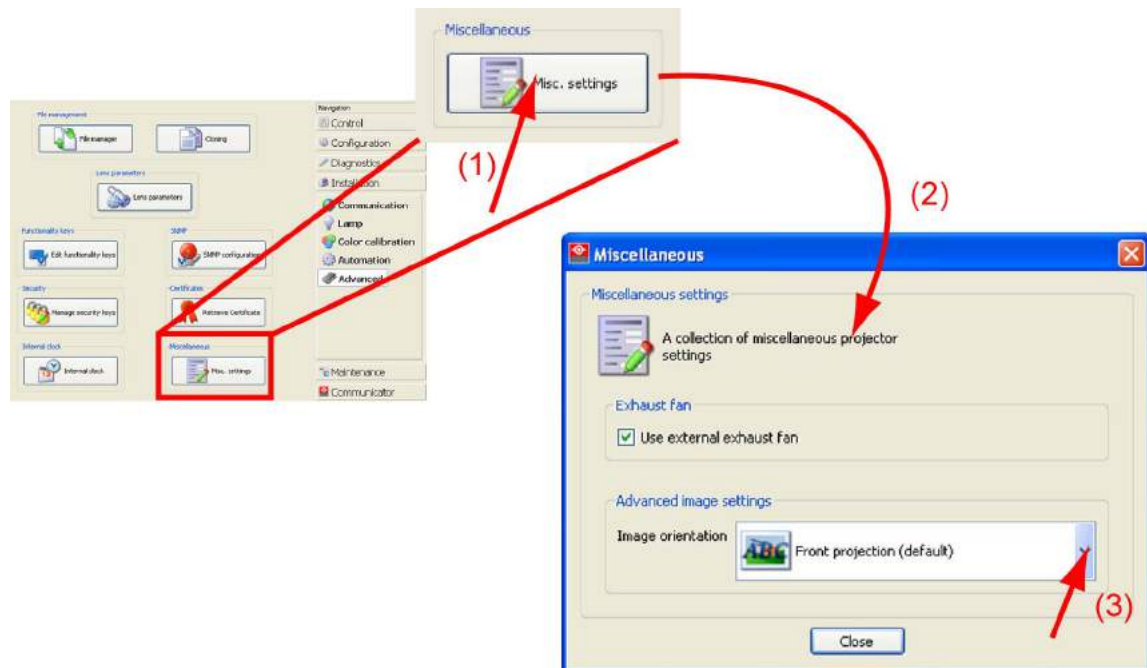 Miscellaneous
Misc. settings
(1)
(2)
File management
File manager
Cloning
Lens parameters
Lens parameters
Functionality keys
Edit functionality keys
SNMP
SNMP configuration
Security
Manage security keys
Certificates
Retrieve Certificate
Internal clock
Internal clock
Miscellaneous
Misc. settings
Navigation
Control
Configuration
Diagnostics
Installation
Communication
Lamp
Color calibration
Automation
Advanced
Maintenance
Communicator
Miscellaneous
Miscellaneous settings
A collection of miscellaneous projector
settings
Exhaust fan
Use external exhaust fan
Advanced image settings
Image orientation
ABC
Front projection (default)
(3)
Close